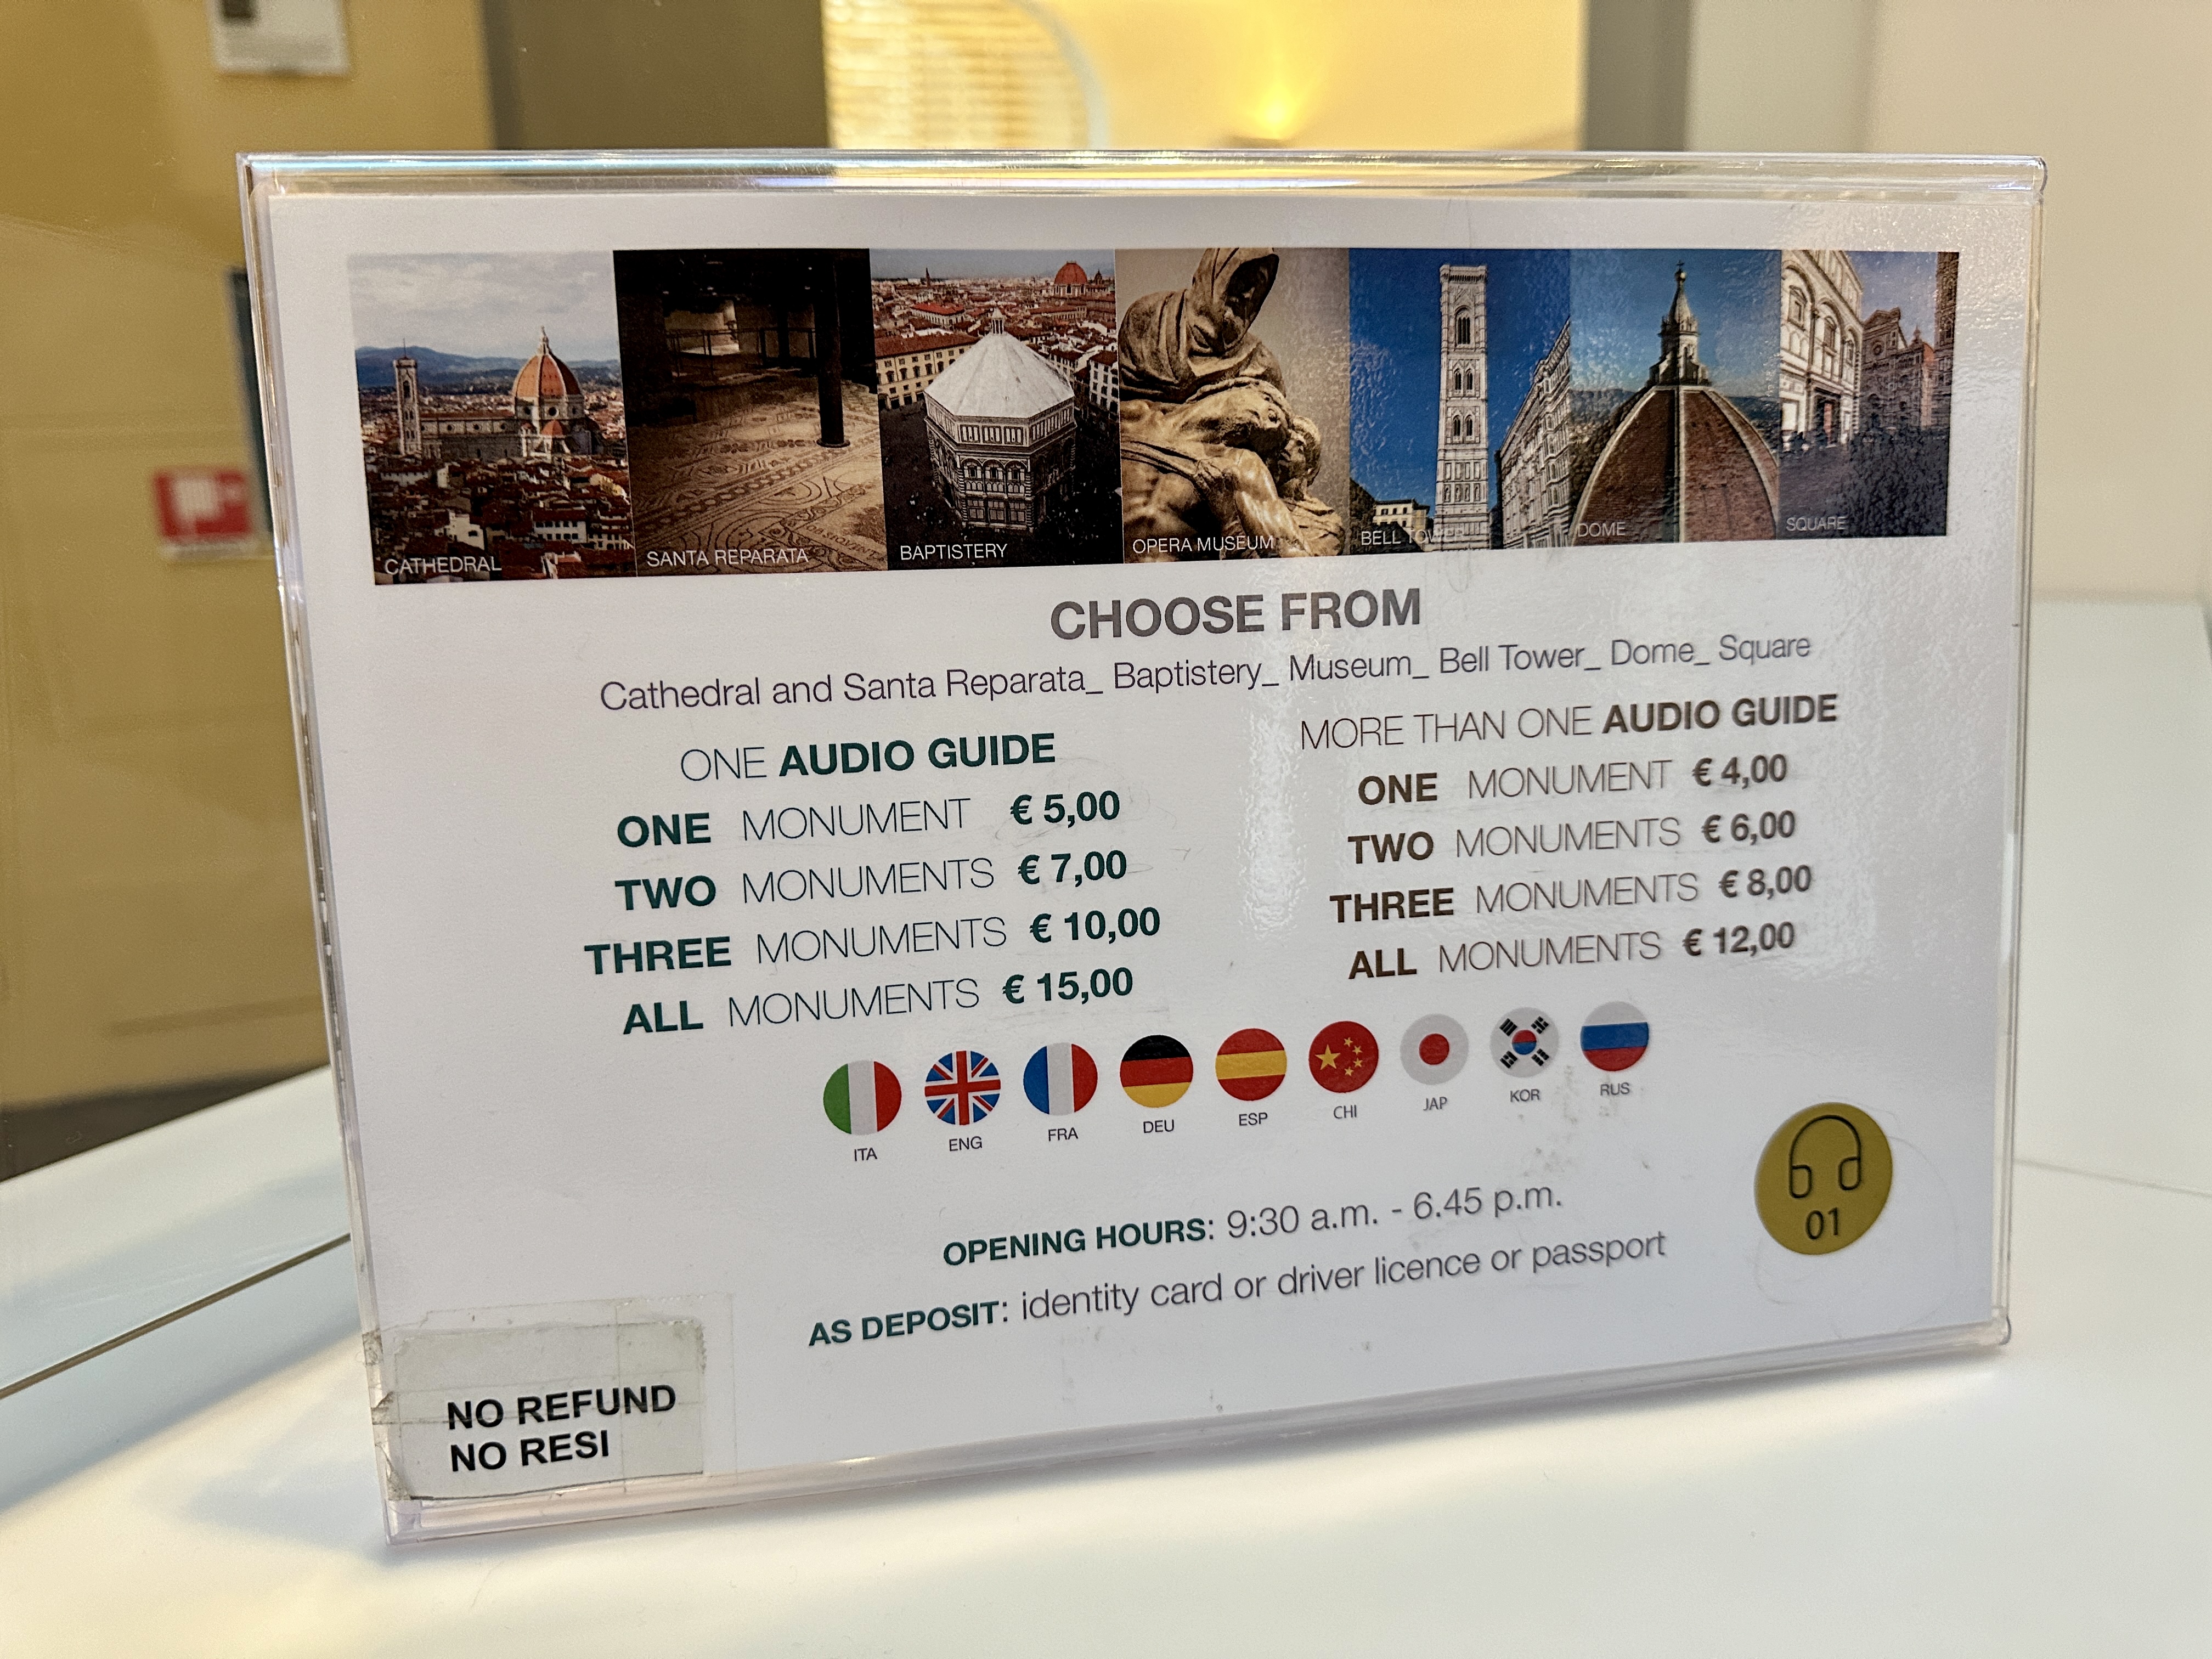 CATHEDRAL
SANTA REPARATA
BAPTISTERY
OPERA MUSEUM
BELL TOWER
DOME
SQUARE
CHOOSE FROM
Cathedral and Santa Reparata_ Baptistery_ Museum_ Bell Tower_ Dome_ Square
ONE AUDIO GUIDE
ONE MONUMENT € 5,00
TWO MONUMENTS € 7,00
THREE MONUMENTS € 10,00
ALL MONUMENTS € 15,00
MORE THAN ONE AUDIO GUIDE
ONE MONUMENT € 4,00
TWO MONUMENTS € 6,00
THREE MONUMENTS € 8,00
ALL MONUMENTS € 12,00
ITA
ENG
FRA
DEU
ESP
CHI
JAP
KOR
RUS
OPENING HOURS: 9:30 a.m. - 6.45 p.m.
AS DEPOSIT: identity card or driver licence or passport
01
NO REFUND
NO RESI